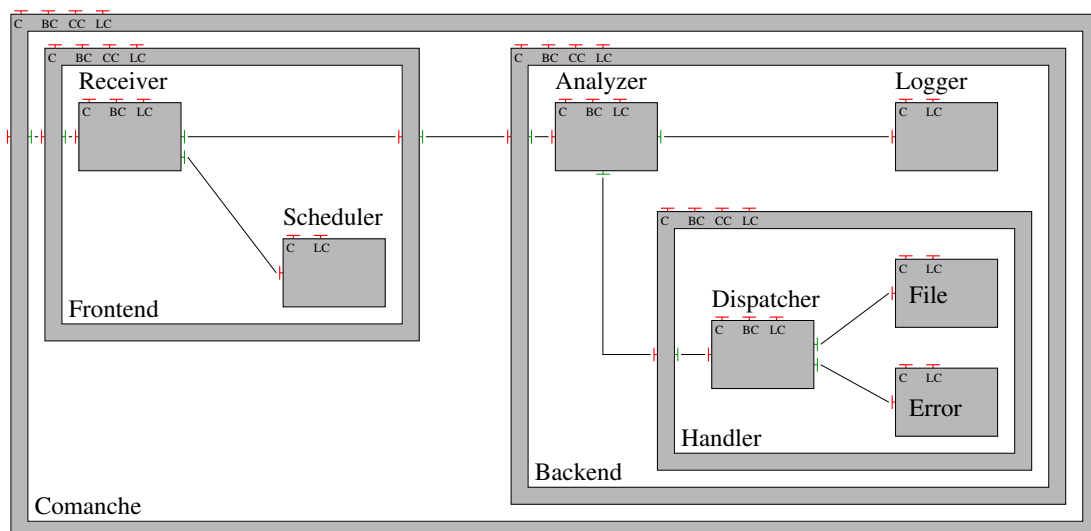 C BC CC LC
C BC CC LC
C BC CC LC
Receiver
Analyzer
Logger
C BC LC
C BC LC
C LC
Scheduler
C BC CC LC
C LC
C LC
File
Frontend
Dispatcher
C BC LC
C LC
Error
Handler
Backend
Comanche